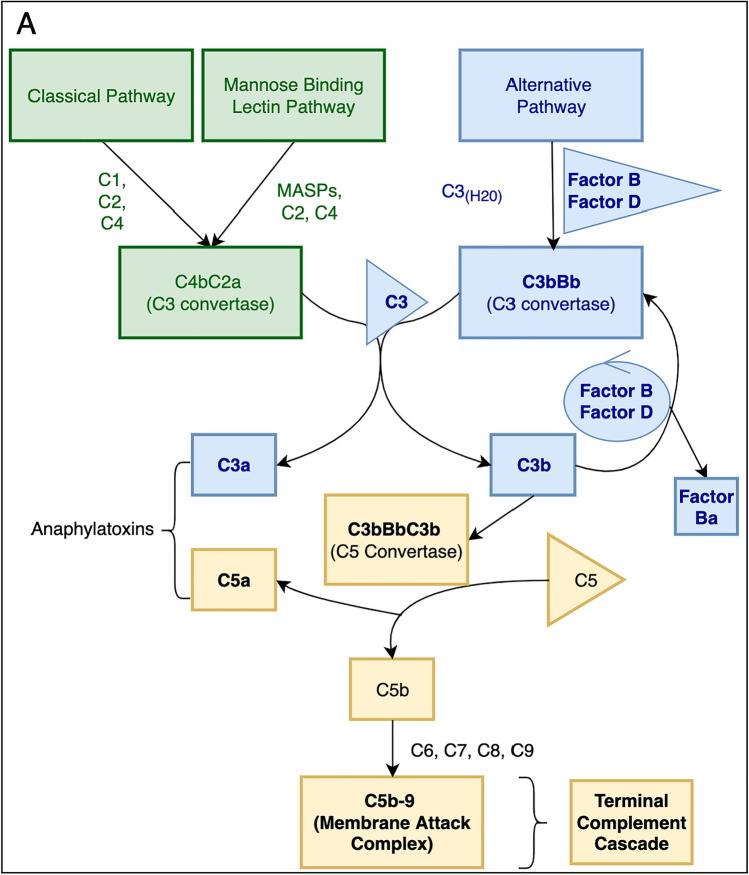 A
Classical Pathway
Mannose Binding
Lectin Pathway
Alternative
Pathway
C1,
C2,
C4
MASPs,
C2, C4
C3(H20)
Factor B
Factor D
C4bC2a
(C3 convertase)
C3
C3bBb
(C3 convertase)
Factor B
Factor D
C3a
C3b
Factor
Ba
Anaphylatoxins
C3bBbC3b
(C5 Convertase)
C5a
C5
C5b
C6, C7, C8, C9
C5b-9
(Membrane Attack
Complex)
Terminal
Complement
Cascade